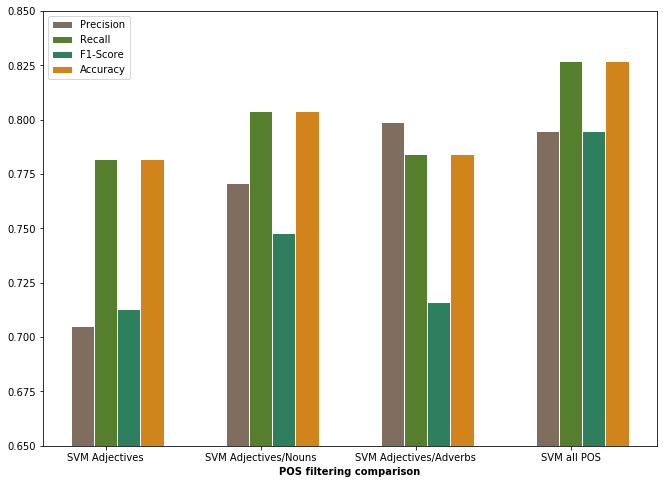 0.850
0.825
0.800
0.775
0.750
0.725
0.700
0.675
0.650
Precision
Recall
F1-Score
Accuracy
SVM Adjectives
SVM Adjectives/Nouns
SVM Adjectives/Adverbs
SVM all POS
POS filtering comparison